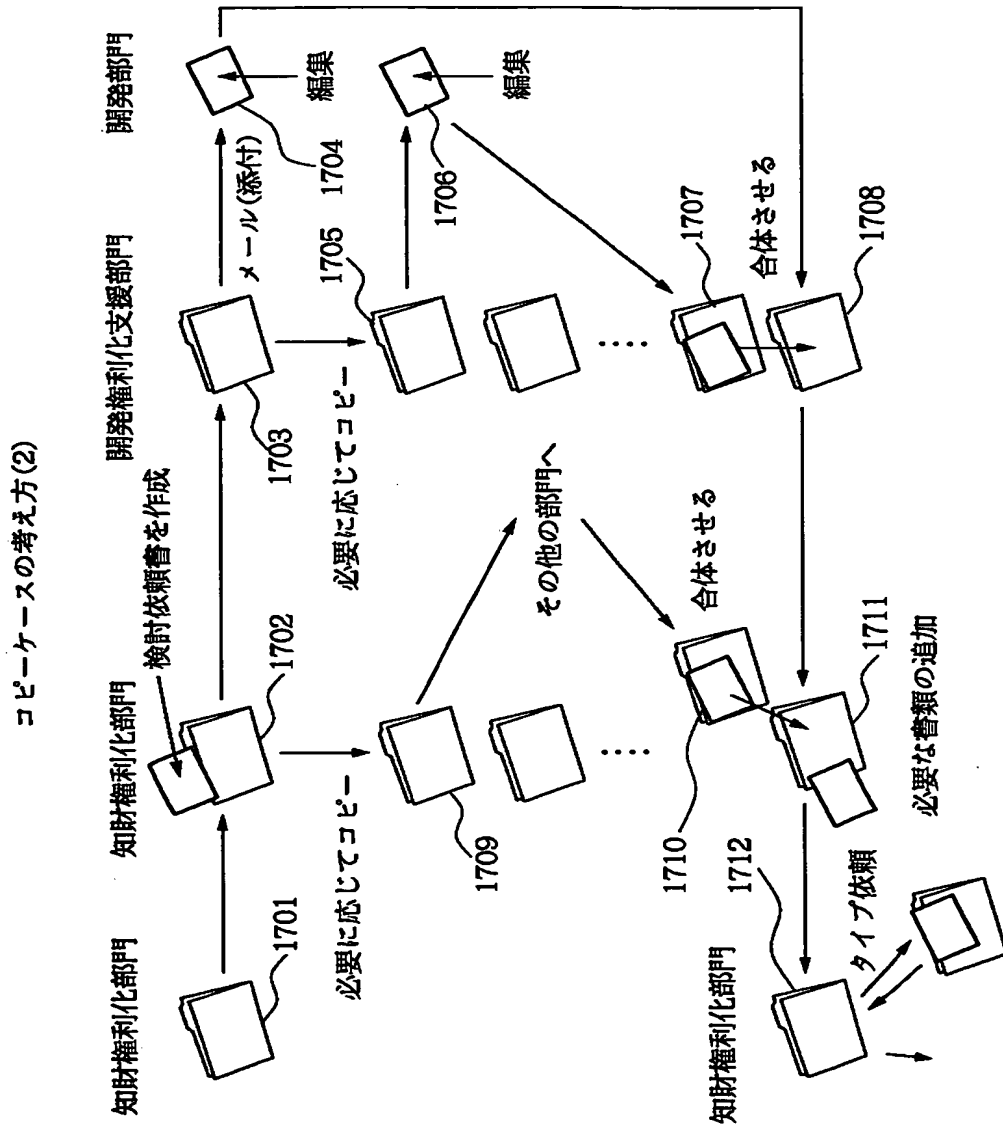 コピーケースの考え方(2)
知財権利化部門
知財権利化部門
開発権利化支援部門
開発部門
検討依頼書を作成
メール(添付)
編集
1701
1702
1703
1704
必要に応じてコピー
必要に応じてコピー
1705
編集
1706
1709
その他の部門へ
1707
合体させる
1708
合体させる
1710
1711
必要な書類の追加
知財権利化部門
1712
タイプ依頼